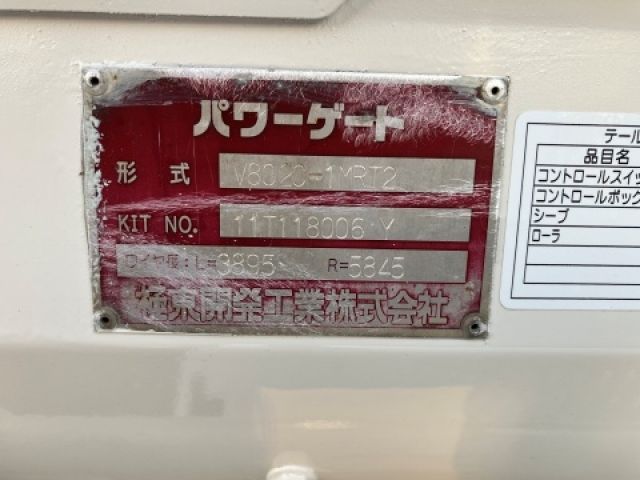 パワーゲート
形 式 V8020-1MRT2
KIT NO. 11T118006 Y
ワイヤ長:L=3895 R=5845
極東開発工業株式会社
テール
品目名
コントロールスイッ
コントロールボック
シーブ
ローラ